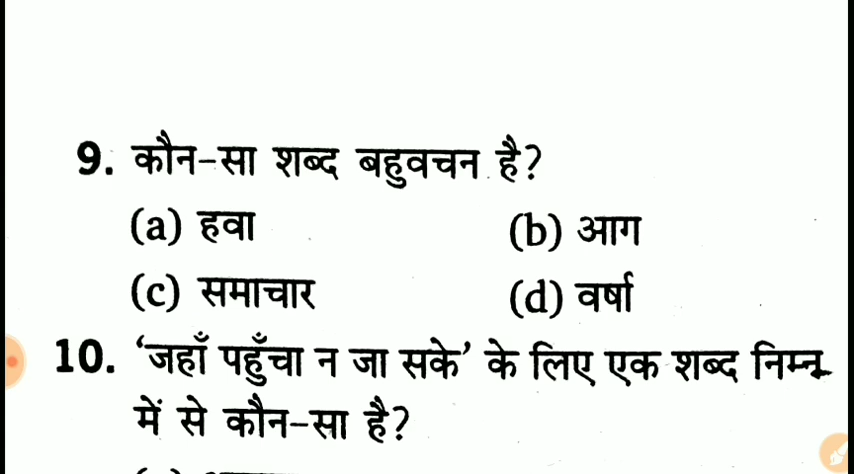 9. कौन-सा शब्द बहुवचन है?
(a) हवा (b) आग
(c) समाचार (d) वर्षा
10. 'जहाँ पहुँचा न जा सके' के लिए एक शब्द निम्न
में से कौन-सा है?